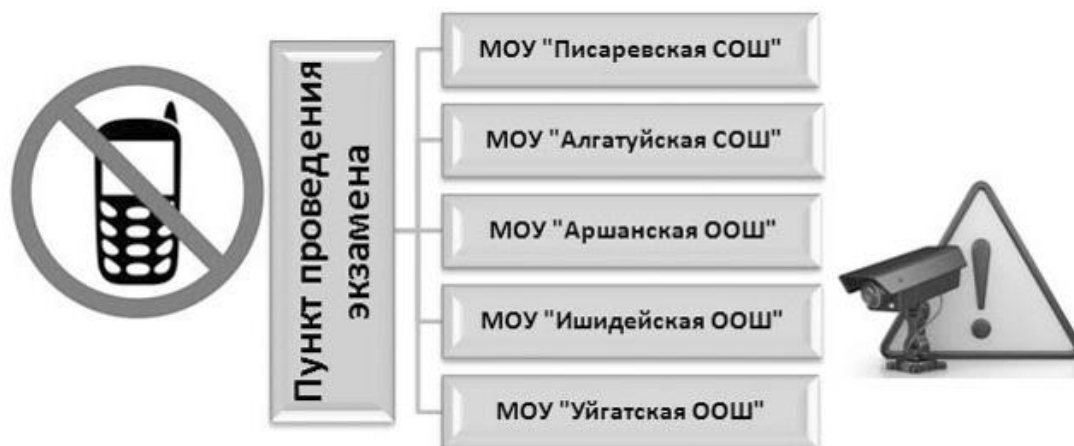 Пункт проведения
экзамена
МОУ "Писаревская СОШ"
МОУ "Алгатуйская СОШ"
МОУ "Аршанская ООШ"
МОУ "Ишидейская ООШ"
МОУ "Уйгатская ООШ"